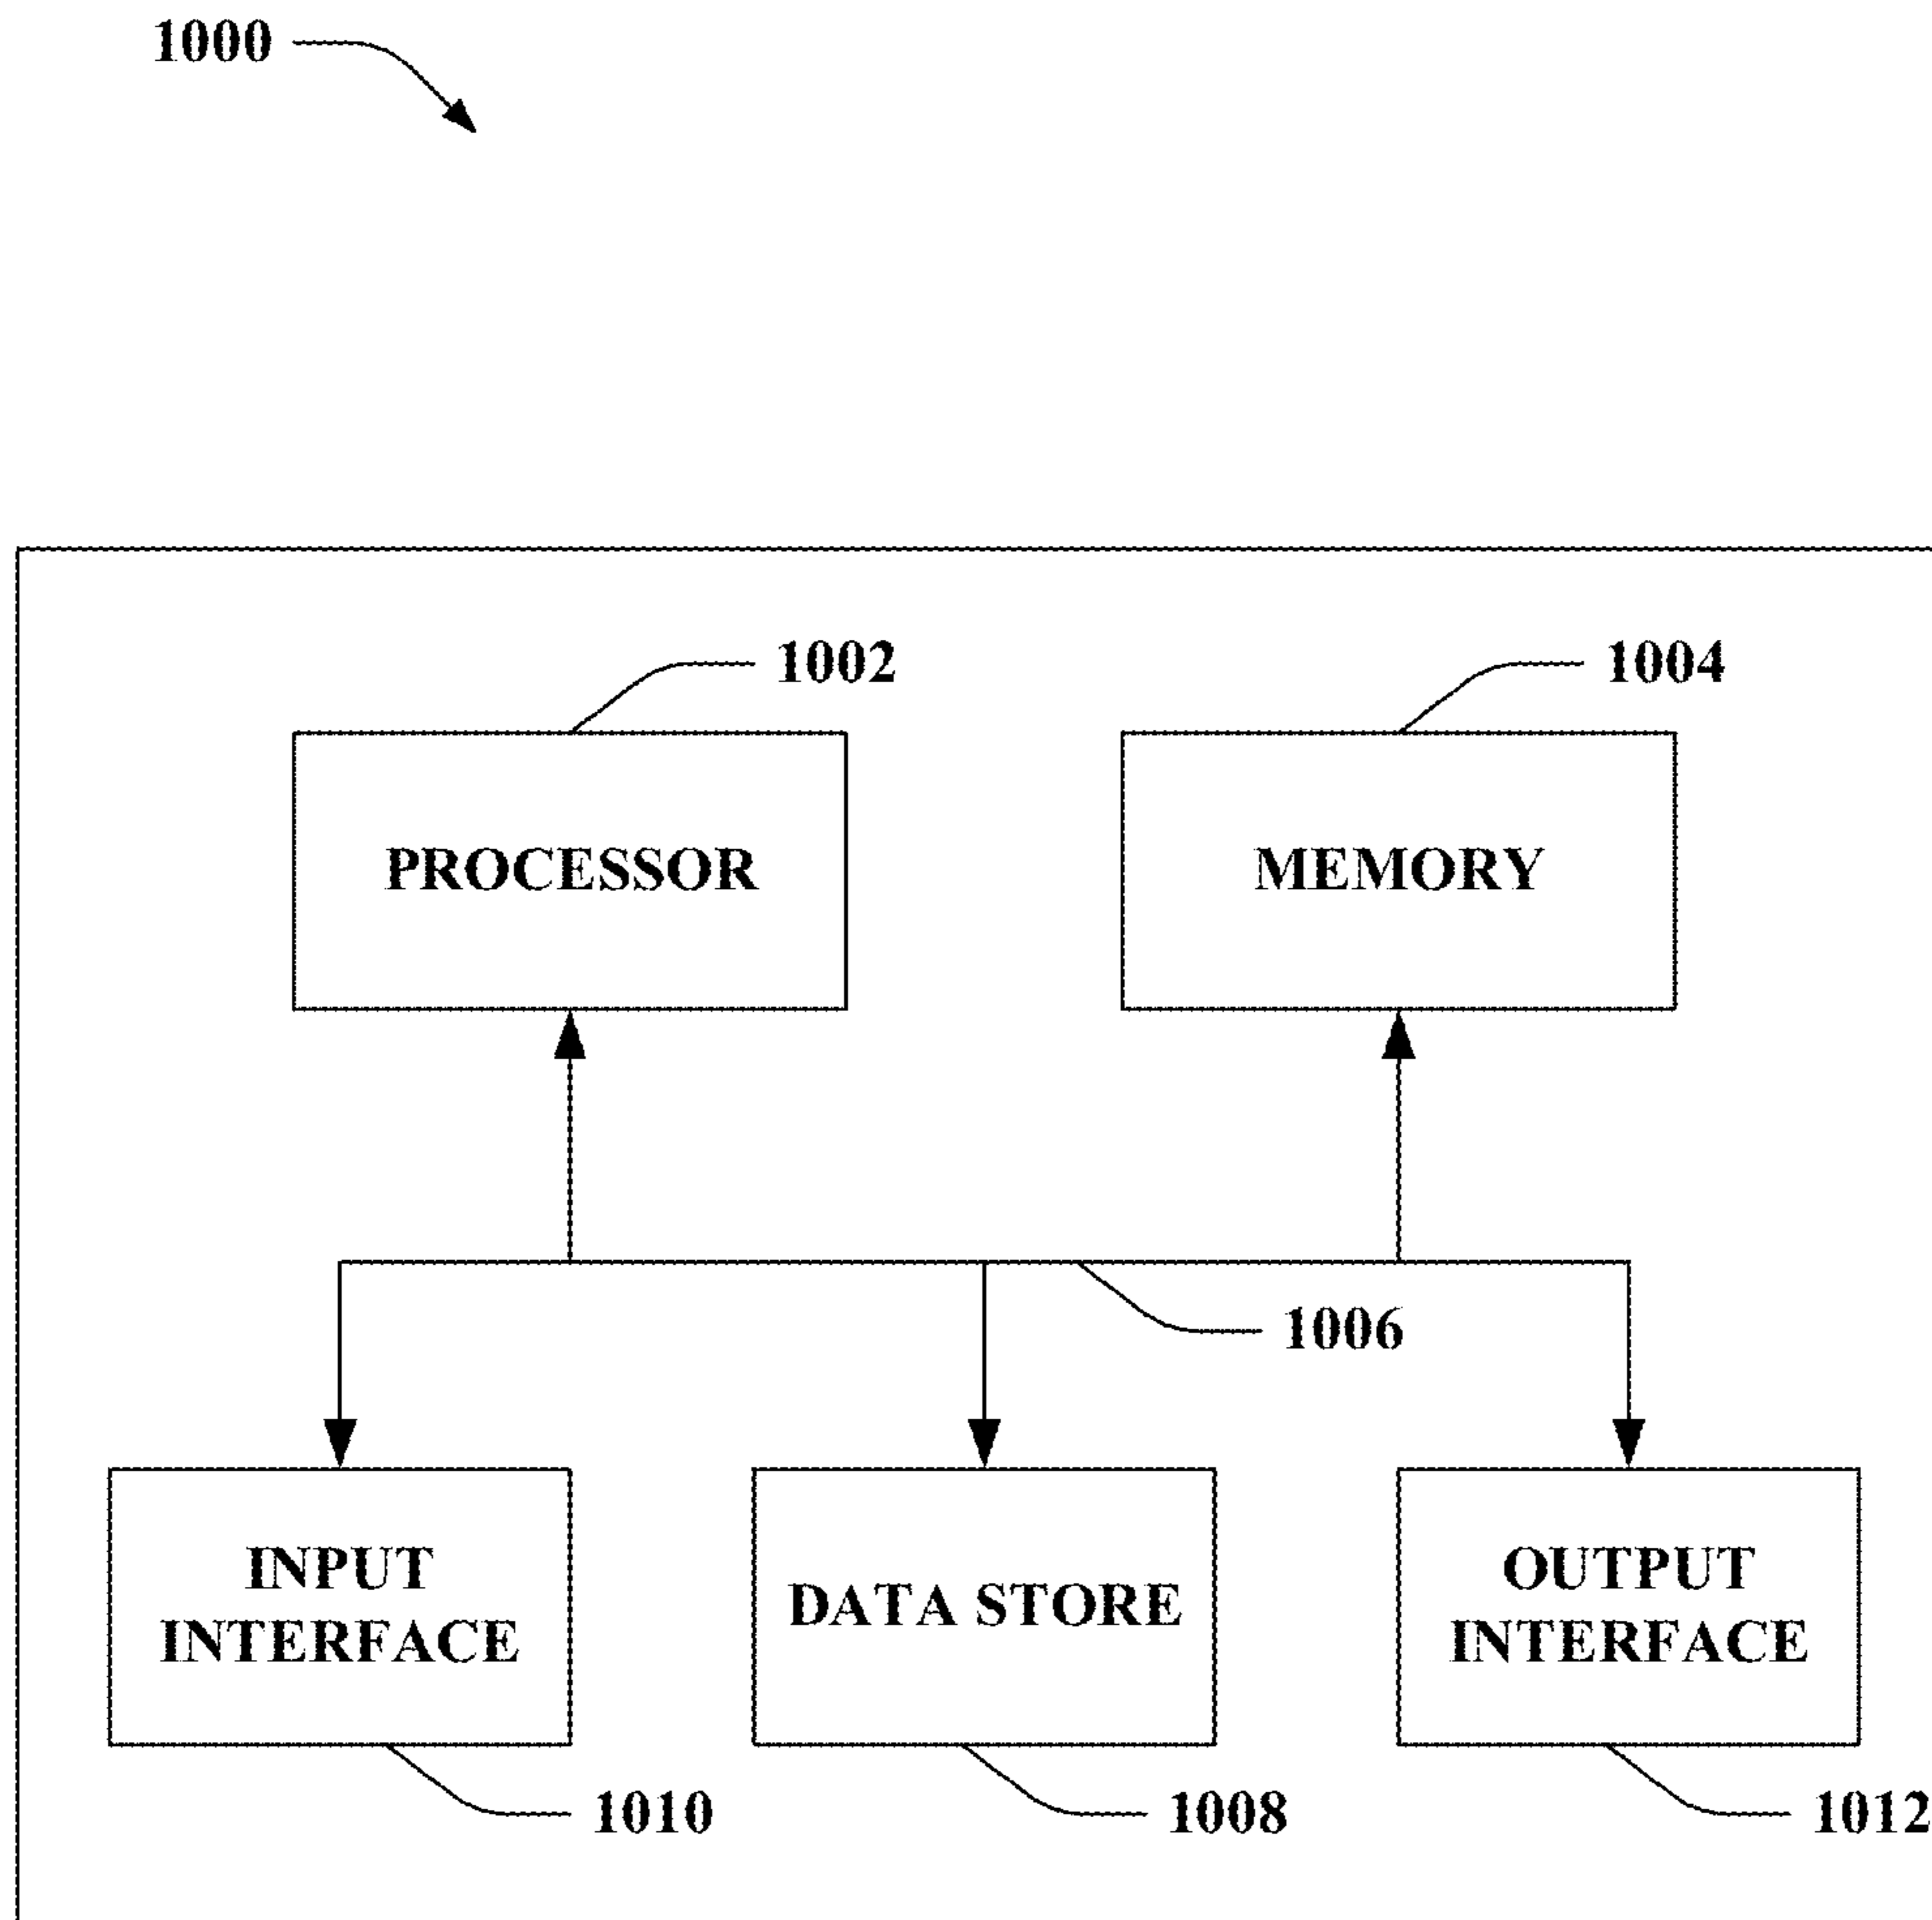 1000
1002
1004
PROCESSOR
MEMORY
1006
INPUT
INTERFACE
DATA STORE
OUTPUT
INTERFACE
1010
1008
1012